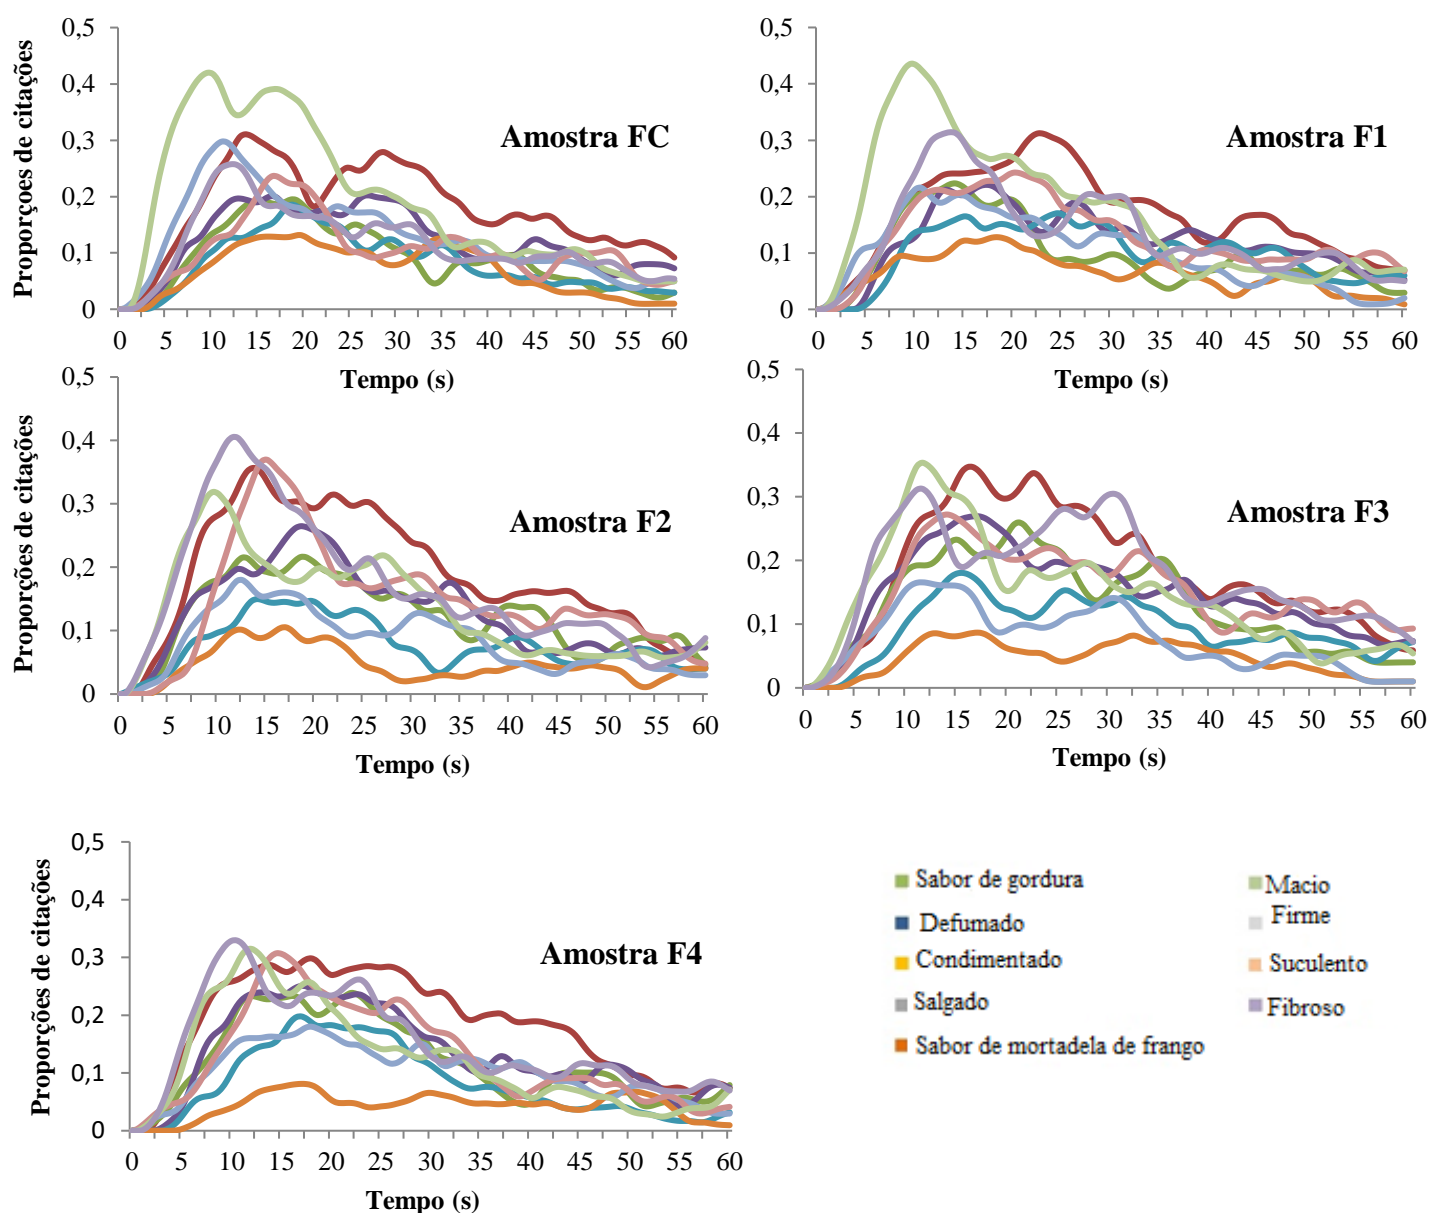 0,5
0,4
0,3
0,2
0,1
0
Proporções de citações
Amostra FC
0 5 10 15 20 25 30 35 40 45 50 55 60
Tempo (s)
0,5
0,4
0,3
0,2
0,1
0
Amostra F1
0 5 10 15 20 25 30 35 40 45 50 55 60
Tempo (s)
0,5
0,4
0,3
0,2
0,1
0
Proporções de citações
Amostra F2
0 5 10 15 20 25 30 35 40 45 50 55 60
Tempo (s)
0,5
0,4
0,3
0,2
0,1
0
Amostra F3
0 5 10 15 20 25 30 35 40 45 50 55 60
Tempo (s)
0,5
0,4
0,3
0,2
0,1
0
Proporções de citações
Amostra F4
0 5 10 15 20 25 30 35 40 45 50 55 60
Tempo (s)
Sabor de gordura
Defumado
Condimentado
Salgado
Sabor de mortadela de frango
Macio
Firme
Suculento
Fibroso